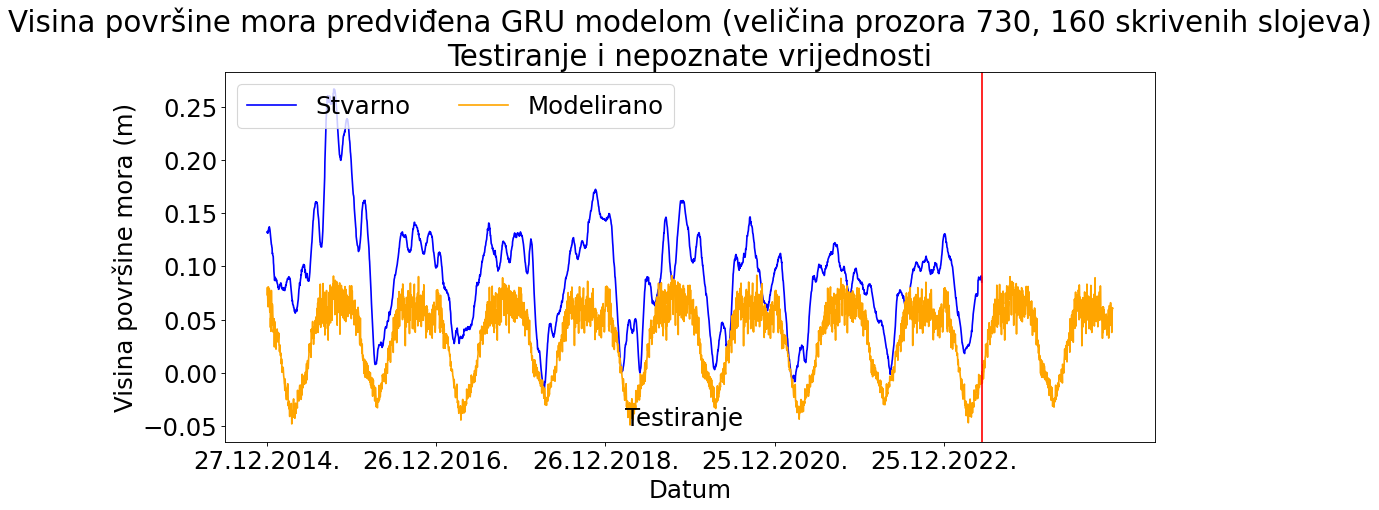 Visina površine mora predviđena GRU modelom (veličina prozora 730, 160 skrivenih slojeva)
Testiranje i nepoznate vrijednosti
Stvarno Modelirano
Visina površine mora (m)
0.25
0.20
0.15
0.10
0.05
0.00
−0.05
Testiranje
27.12.2014. 26.12.2016. 26.12.2018. 25.12.2020. 25.12.2022.
Datum